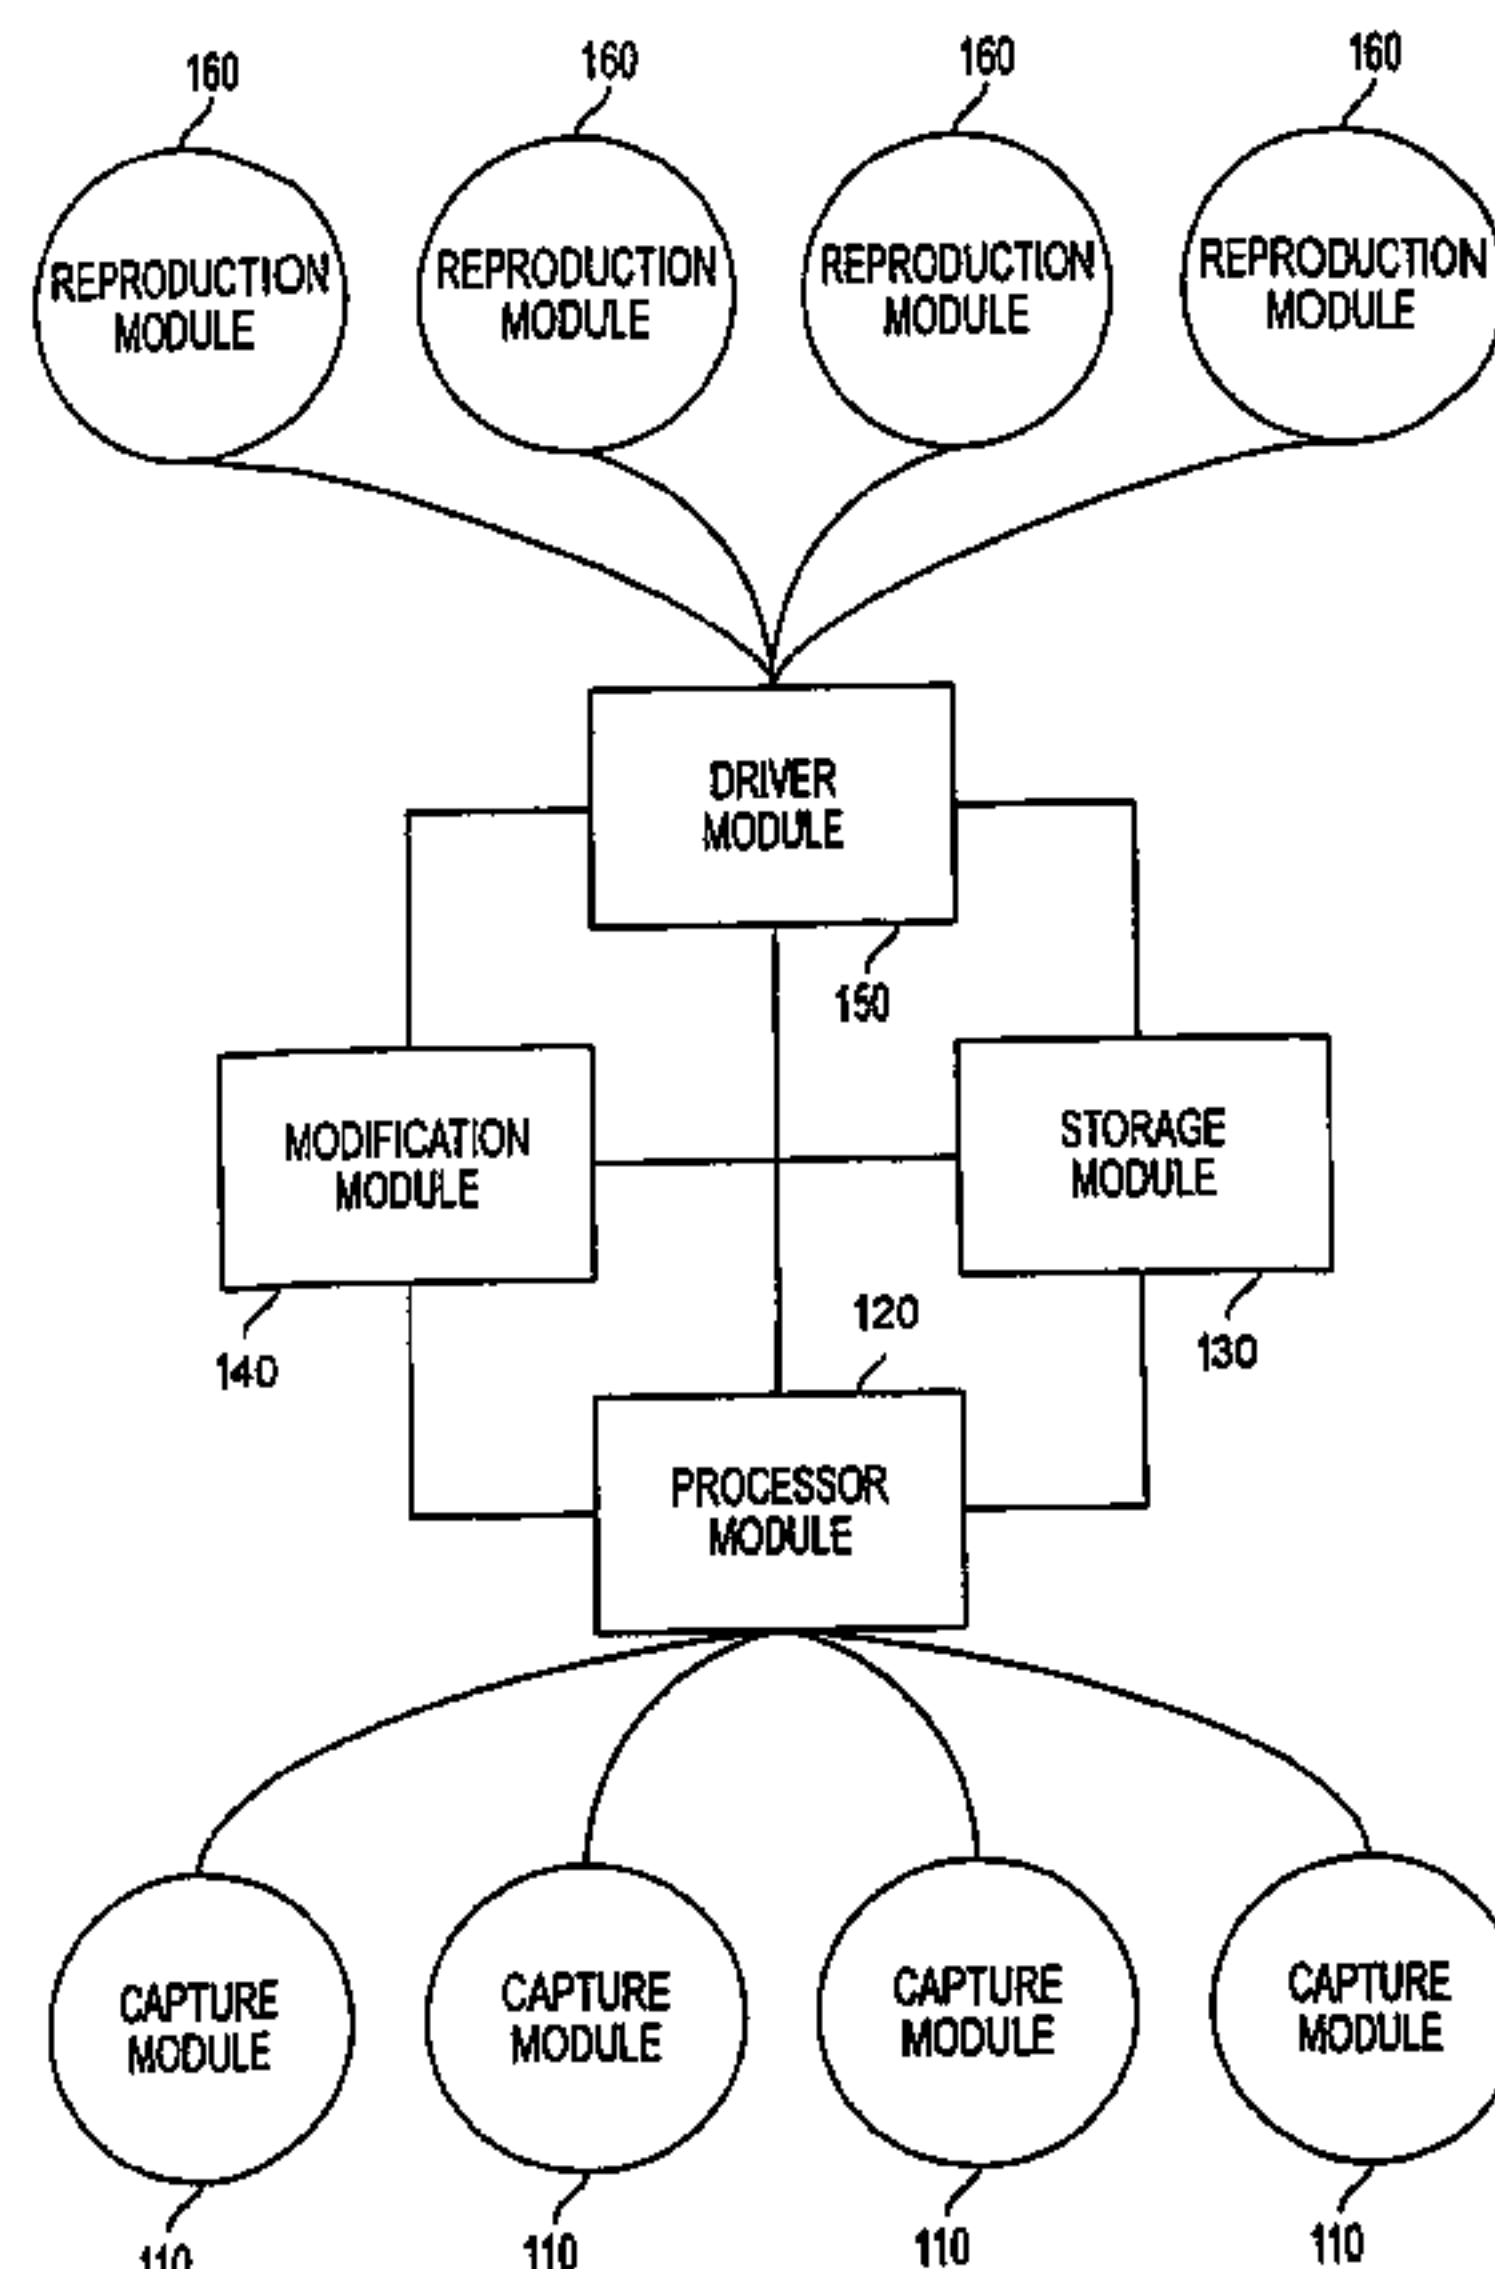 160 160 160 160
REPRODUCTION MODULE
REPRODUCTION MODULE
REPRODUCTION MODULE
REPRODUCTION MODULE
DRIVER
MODULE
150
MODIFICATION
MODULE
STORAGE
MODULE
140
120
130
PROCESSOR
MODULE
CAPTURE
MODULE
CAPTURE
MODULE
CAPTURE
MODULE
CAPTURE
MODULE
110 110 110 110